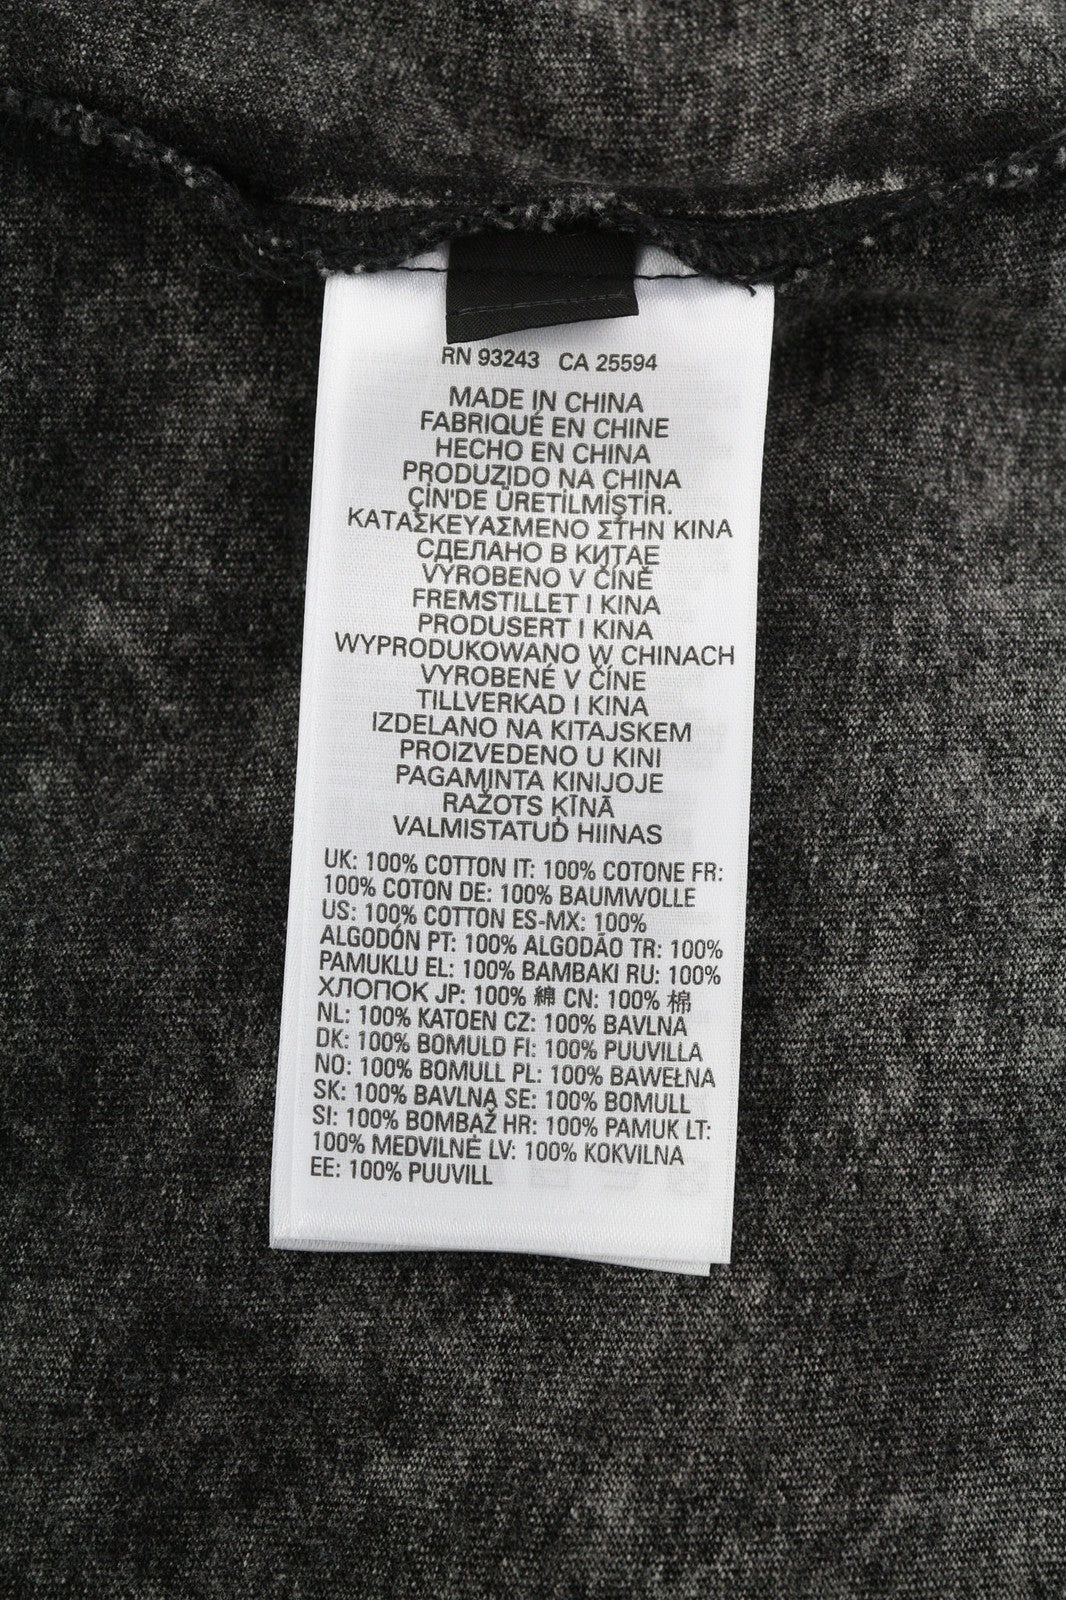 RN 93243 CA 25594
MADE IN CHINA
FABRIQUÉ EN CHINE
HECHO EN CHINA
PRODUZIDO NA CHINA
ÇİN'DE ÜRETİLMİŞTİR.
ΚΑΤΑΣΚΕΥΑΣΜΕΝΟ ΣΤΗΝ ΚΙΝΑ
СДЕЛАНО В КИТАЕ
VYROBENO V ČÍNĚ
FREMSTILLET I KINA
PRODUSERT I KINA
WYPRODUKOWANO W CHINACH
VYROBENÉ V ČÍNE
TILLVERKAD I KINA
IZDELANO NA KITAJSKEM
PROIZVEDENO U KINI
PAGAMINTA KINIJOJE
RAŽOTS ĶĪNĀ
VALMISTATUD HIINAS
UK: 100% COTTON IT: 100% COTONE FR:
100% COTON DE: 100% BAUMWOLLE
US: 100% COTTON ES-MX: 100%
ALGODÓN PT: 100% ALGODÃO TR: 100%
PAMUKLU EL: 100% ΒΑΜΒΑΚΙ RU: 100%
ХЛОПОК JP: 100% 綿 CN: 100% 棉
NL: 100% KATOEN CZ: 100% BAVLNA
DK: 100% BOMULD FI: 100% PUUVILLA
NO: 100% BOMULL PL: 100% BAWEŁNA
SK: 100% BAVLNA SE: 100% BOMULL
SI: 100% BOMBAŽ HR: 100% PAMUK LT:
100% MEDVILNĖ LV: 100% KOKVILNA
EE: 100% PUUVILL